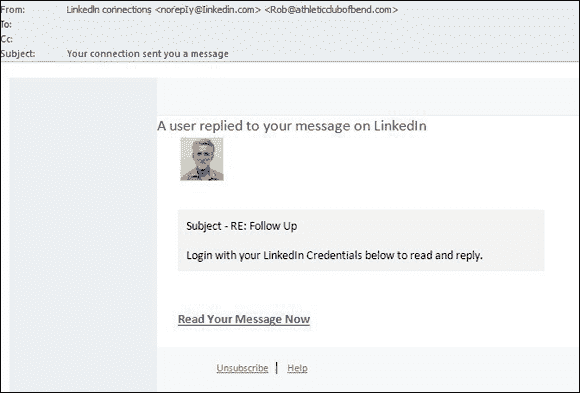 From: LinkedIn connections <norepIy@Iinkedin.com> <Rob@athleticclubofbend.com>
To:
Cc:
Subject: Your connection sent you a message
A user replied to your message on LinkedIn
Subject - RE: Follow Up
Login with your LinkedIn Credentials below to read and reply.
Read Your Message Now
Unsubscribe | Help